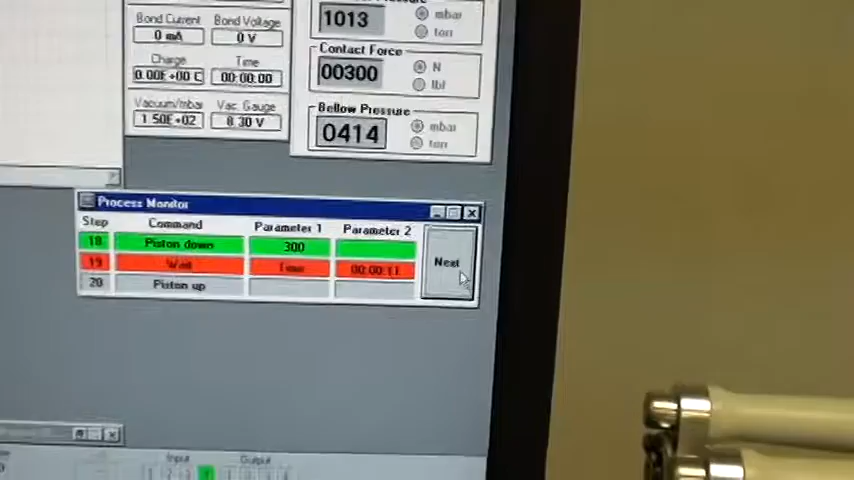 Bond Current Bond Voltage
0 mA 0 V
Charge Time
0.00E+00 C 00:00:00
Vacuum/mbar Vac. Gauge
1.50E+02 8.30 V
1013 mbar
torr
Contact Force
00300 N
lbf
Bellow Pressure
0414 mbar
torr
Process Monitor
Step Command Parameter 1 Parameter 2
18 Piston down 300
19 Wait Time 00:00:11
20 Piston up
Next
Input Output